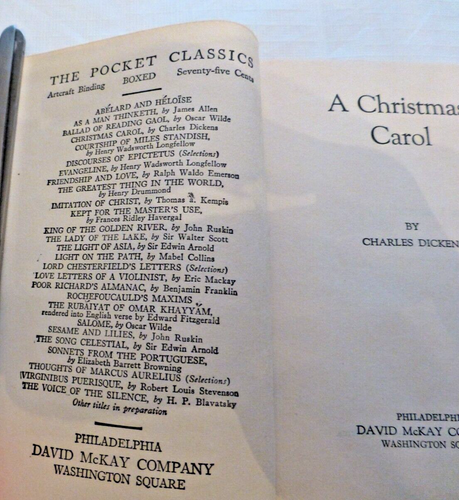 THE POCKET CLASSICS
Artcraft Binding BOXED Seventy-five Cents
ABÉLARD AND HÉLOÏSE
AS A MAN THINKETH, by James Allen
BALLAD OF READING GAOL, by Oscar Wilde
CHRISTMAS CAROL, by Charles Dickens
COURTSHIP OF MILES STANDISH,
by Henry Wadsworth Longfellow
DISCOURSES OF EPICTETUS (Selections)
EVANGELINE, by Henry Wadsworth Longfellow
FRIENDSHIP AND LOVE, by Ralph Waldo Emerson
THE GREATEST THING IN THE WORLD,
by Henry Drummond
IMITATION OF CHRIST, by Thomas à Kempis
KEPT FOR THE MASTER'S USE,
by Frances Ridley Havergal
KING OF THE GOLDEN RIVER, by John Ruskin
THE LADY OF THE LAKE, by Sir Walter Scott
THE LIGHT OF ASIA, by Sir Edwin Arnold
LIGHT ON THE PATH, by Mabel Collins
LORD CHESTERFIELD'S LETTERS (Selections)
LOVE LETTERS OF A VIOLINIST, by Eric Mackay
POOR RICHARD'S ALMANAC, by Benjamin Franklin
ROCHEFOUCAULD'S MAXIMS
THE RUBÁIYÁT OF OMAR KHAYYÁM,
rendered into English verse by Edward Fitzgerald
SALOME, by Oscar Wilde
SESAME AND LILIES, by John Ruskin
THE SONG CELESTIAL, by Sir Edwin Arnold
SONNETS FROM THE PORTUGUESE,
by Elizabeth Barrett Browning
THOUGHTS OF MARCUS AURELIUS (Selections)
VIRGINIBUS PUERISQUE, by Robert Louis Stevenson
THE VOICE OF THE SILENCE, by H. P. Blavatsky
Other titles in preparation
PHILADELPHIA
DAVID McKAY COMPANY
WASHINGTON SQUARE
A Christmas
Carol
BY
CHARLES DICKEN
PHILADELPHI
DAVID McKAY CO
WASHINGTON SQ